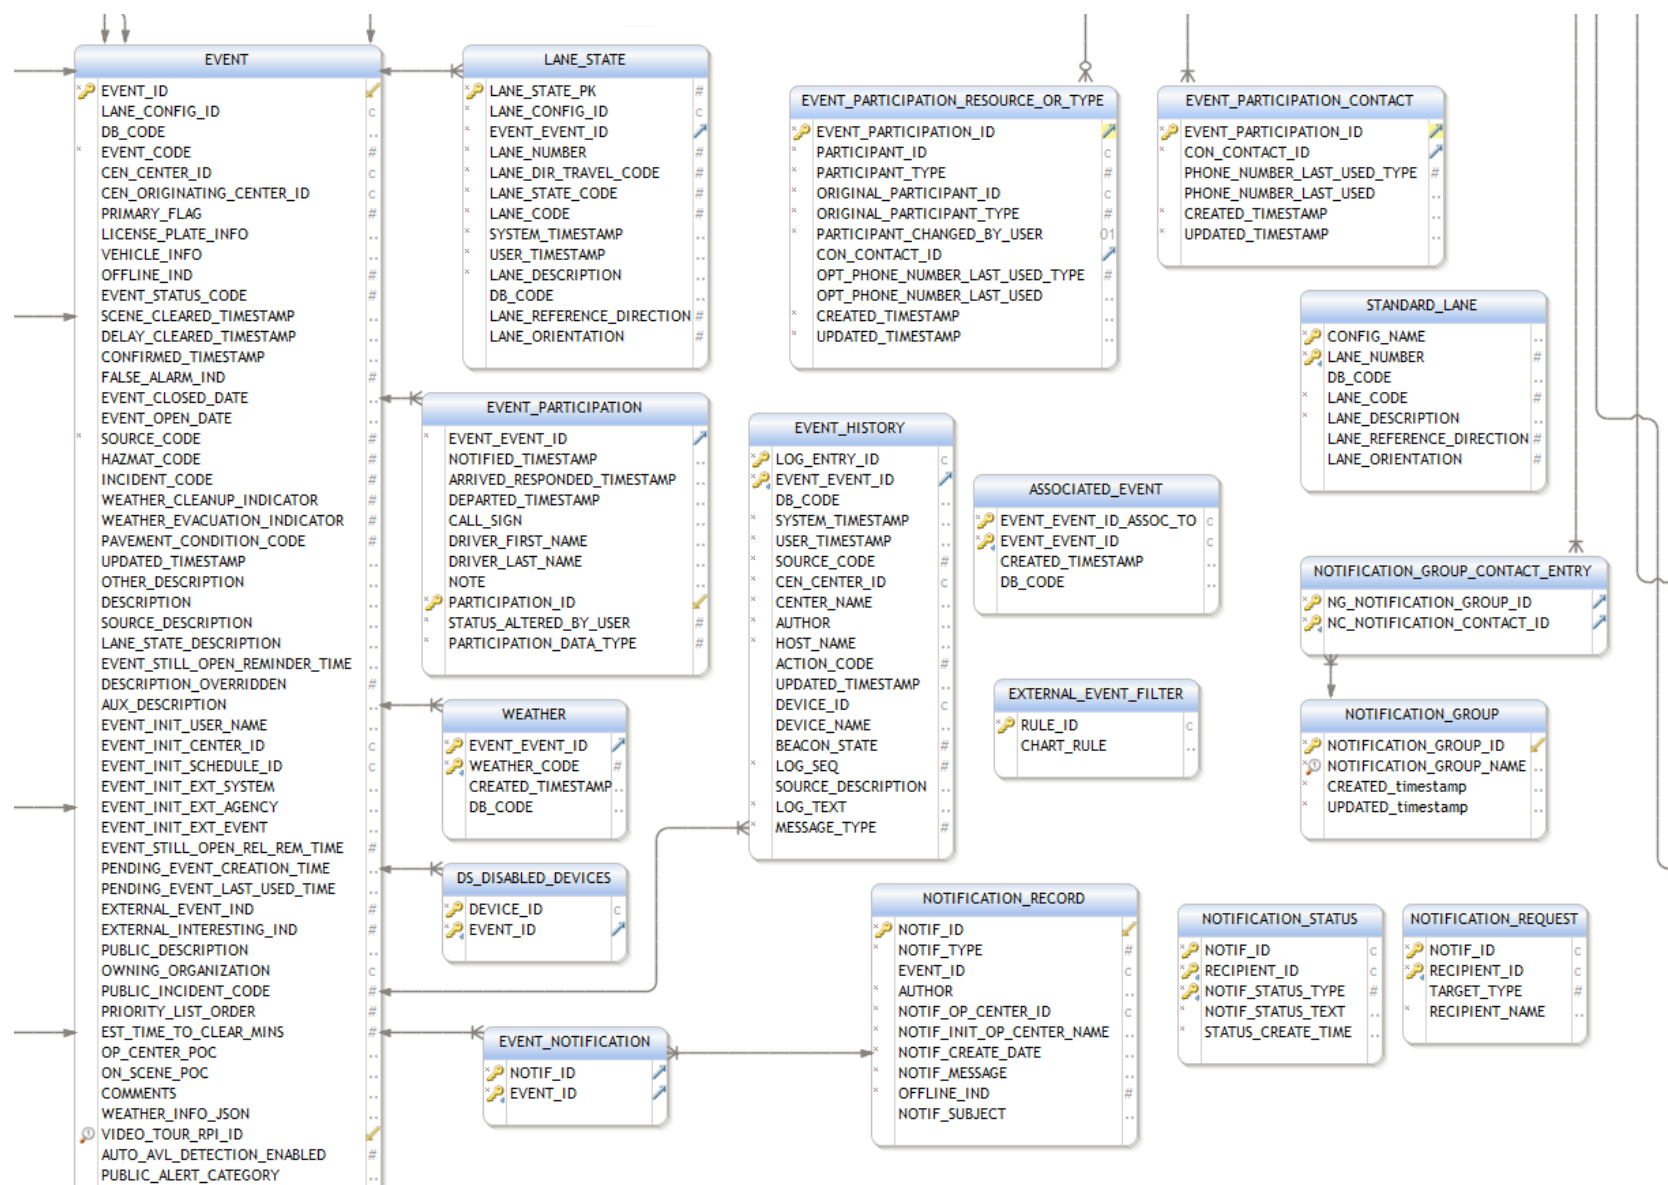 EVENT
EVENT_ID
LANE_CONFIG_ID
DB_CODE
EVENT_CODE
CEN_CENTER_ID
CEN_ORIGINATING_CENTER_ID
PRIMARY_FLAG
LICENSE_PLATE_INFO
VEHICLE_INFO
OFFLINE_IND
EVENT_STATUS_CODE
SCENE_CLEARED_TIMESTAMP
DELAY_CLEARED_TIMESTAMP
CONFIRMED_TIMESTAMP
FALSE_ALARM_IND
EVENT_CLOSED_DATE
EVENT_OPEN_DATE
SOURCE_CODE
HAZMAT_CODE
INCIDENT_CODE
WEATHER_CLEANUP_INDICATOR
WEATHER_EVACUATION_INDICATOR
PAVEMENT_CONDITION_CODE
UPDATED_TIMESTAMP
OTHER_DESCRIPTION
DESCRIPTION
SOURCE_DESCRIPTION
LANE_STATE_DESCRIPTION
EVENT_STILL_OPEN_REMINDER_TIME
DESCRIPTION_OVERRIDDEN
AUX_DESCRIPTION
EVENT_INIT_USER_NAME
EVENT_INIT_CENTER_ID
EVENT_INIT_SCHEDULE_ID
EVENT_INIT_EXT_SYSTEM
EVENT_INIT_EXT_AGENCY
EVENT_INIT_EXT_EVENT
EVENT_STILL_OPEN_REL_REM_TIME
PENDING_EVENT_CREATION_TIME
PENDING_EVENT_LAST_USED_TIME
EXTERNAL_EVENT_IND
EXTERNAL_INTERESTING_IND
PUBLIC_DESCRIPTION
OWNING_ORGANIZATION
PUBLIC_INCIDENT_CODE
PRIORITY_LIST_ORDER
EST_TIME_TO_CLEAR_MINS
OP_CENTER_POC
ON_SCENE_POC
COMMENTS
WEATHER_INFO_JSON
VIDEO_TOUR_RPI_ID
AUTO_AVL_DETECTION_ENABLED
PUBLIC_ALERT_CATEGORY
LANE_STATE
LANE_STATE_PK
LANE_CONFIG_ID
EVENT_EVENT_ID
LANE_NUMBER
LANE_DIR_TRAVEL_CODE
LANE_STATE_CODE
LANE_CODE
SYSTEM_TIMESTAMP
USER_TIMESTAMP
LANE_DESCRIPTION
DB_CODE
LANE_REFERENCE_DIRECTION
LANE_ORIENTATION
EVENT_PARTICIPATION
EVENT_EVENT_ID
NOTIFIED_TIMESTAMP
ARRIVED_RESPONDED_TIMESTAMP
DEPARTED_TIMESTAMP
CALL_SIGN
DRIVER_FIRST_NAME
DRIVER_LAST_NAME
NOTE
PARTICIPATION_ID
STATUS_ALTERED_BY_USER
PARTICIPATION_DATA_TYPE
WEATHER
EVENT_EVENT_ID
WEATHER_CODE
CREATED_TIMESTAMP
DB_CODE
DS_DISABLED_DEVICES
DEVICE_ID
EVENT_ID
EVENT_NOTIFICATION
NOTIF_ID
EVENT_ID
EVENT_PARTICIPATION_RESOURCE_OR_TYPE
EVENT_PARTICIPATION_ID
PARTICIPANT_ID
PARTICIPANT_TYPE
ORIGINAL_PARTICIPANT_ID
ORIGINAL_PARTICIPANT_TYPE
PARTICIPANT_CHANGED_BY_USER
CON_CONTACT_ID
OPT_PHONE_NUMBER_LAST_USED_TYPE
OPT_PHONE_NUMBER_LAST_USED
CREATED_TIMESTAMP
UPDATED_TIMESTAMP
EVENT_HISTORY
LOG_ENTRY_ID
EVENT_EVENT_ID
DB_CODE
SYSTEM_TIMESTAMP
USER_TIMESTAMP
SOURCE_CODE
CEN_CENTER_ID
CENTER_NAME
AUTHOR
HOST_NAME
ACTION_CODE
UPDATED_TIMESTAMP
DEVICE_ID
DEVICE_NAME
BEACON_STATE
LOG_SEQ
SOURCE_DESCRIPTION
LOG_TEXT
MESSAGE_TYPE
NOTIFICATION_RECORD
NOTIF_ID
NOTIF_TYPE
EVENT_ID
AUTHOR
NOTIF_OP_CENTER_ID
NOTIF_INIT_OP_CENTER_NAME
NOTIF_CREATE_DATE
NOTIF_MESSAGE
OFFLINE_IND
NOTIF_SUBJECT
EVENT_PARTICIPATION_CONTACT
EVENT_PARTICIPATION_ID
CON_CONTACT_ID
PHONE_NUMBER_LAST_USED_TYPE
PHONE_NUMBER_LAST_USED
CREATED_TIMESTAMP
UPDATED_TIMESTAMP
ASSOCIATED_EVENT
EVENT_EVENT_ID_ASSOC_TO
EVENT_EVENT_ID
CREATED_TIMESTAMP
DB_CODE
EXTERNAL_EVENT_FILTER
RULE_ID
CHART_RULE
STANDARD_LANE
CONFIG_NAME
LANE_NUMBER
DB_CODE
LANE_CODE
LANE_DESCRIPTION
LANE_REFERENCE_DIRECTION
LANE_ORIENTATION
NOTIFICATION_GROUP_CONTACT_ENTRY
NG_NOTIFICATION_GROUP_ID
NC_NOTIFICATION_CONTACT_ID
NOTIFICATION_GROUP
NOTIFICATION_GROUP_ID
NOTIFICATION_GROUP_NAME
CREATED_timestamp
UPDATED_timestamp
NOTIFICATION_STATUS
NOTIF_ID
RECIPIENT_ID
NOTIF_STATUS_TYPE
NOTIF_STATUS_TEXT
STATUS_CREATE_TIME
NOTIFICATION_REQUEST
NOTIF_ID
RECIPIENT_ID
TARGET_TYPE
RECIPIENT_NAME